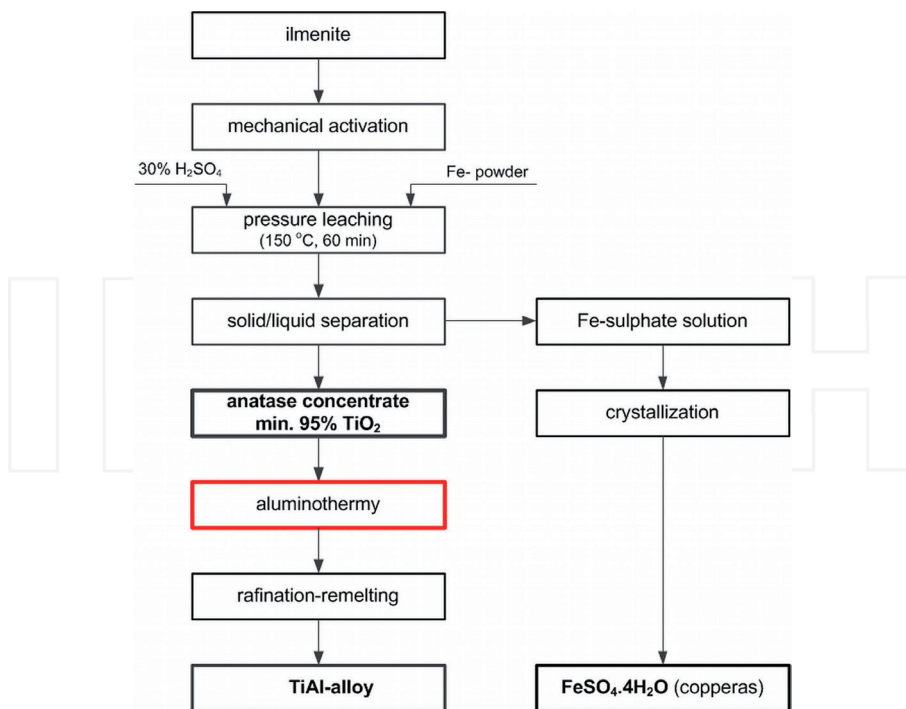 ilmenite
mechanical activation
30% H₂SO₄
Fe- powder
pressure leaching
(150 °C, 60 min)
solid/liquid separation
Fe-sulphate solution
anatase concentrate
min. 95% TiO₂
crystallization
aluminothermy
rafination-remelting
TiAl-alloy
FeSO₄.4H₂O (copperas)